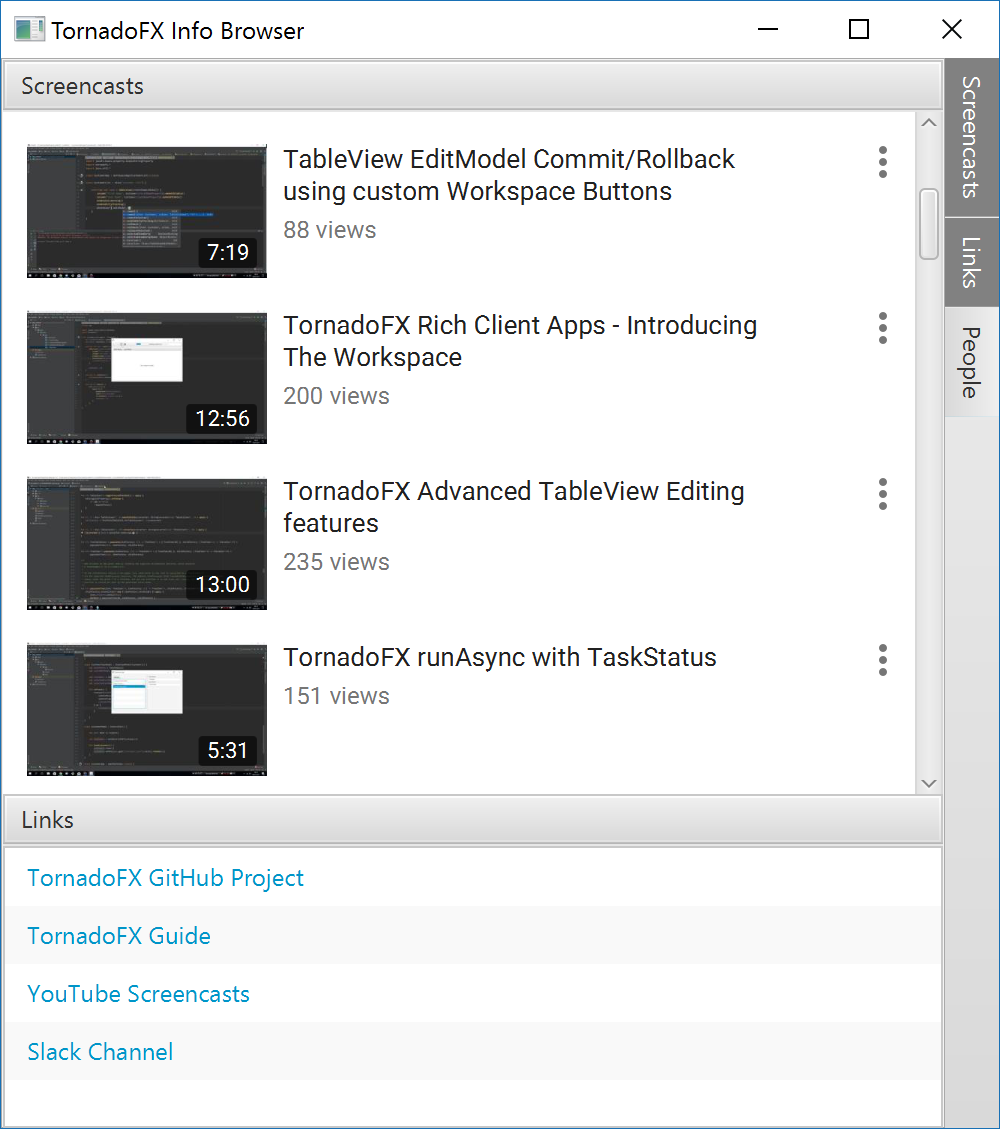 TornadoFX Info Browser
Screencasts
TableView EditModel Commit/Rollback
using custom Workspace Buttons
88 views
7:19
TornadoFX Rich Client Apps - Introducing
The Workspace
200 views
12:56
TornadoFX Advanced TableView Editing
features
235 views
13:00
TornadoFX runAsync with TaskStatus
151 views
5:31
Links
TornadoFX GitHub Project
TornadoFX Guide
YouTube Screencasts
Slack Channel
Screencasts
Links
People